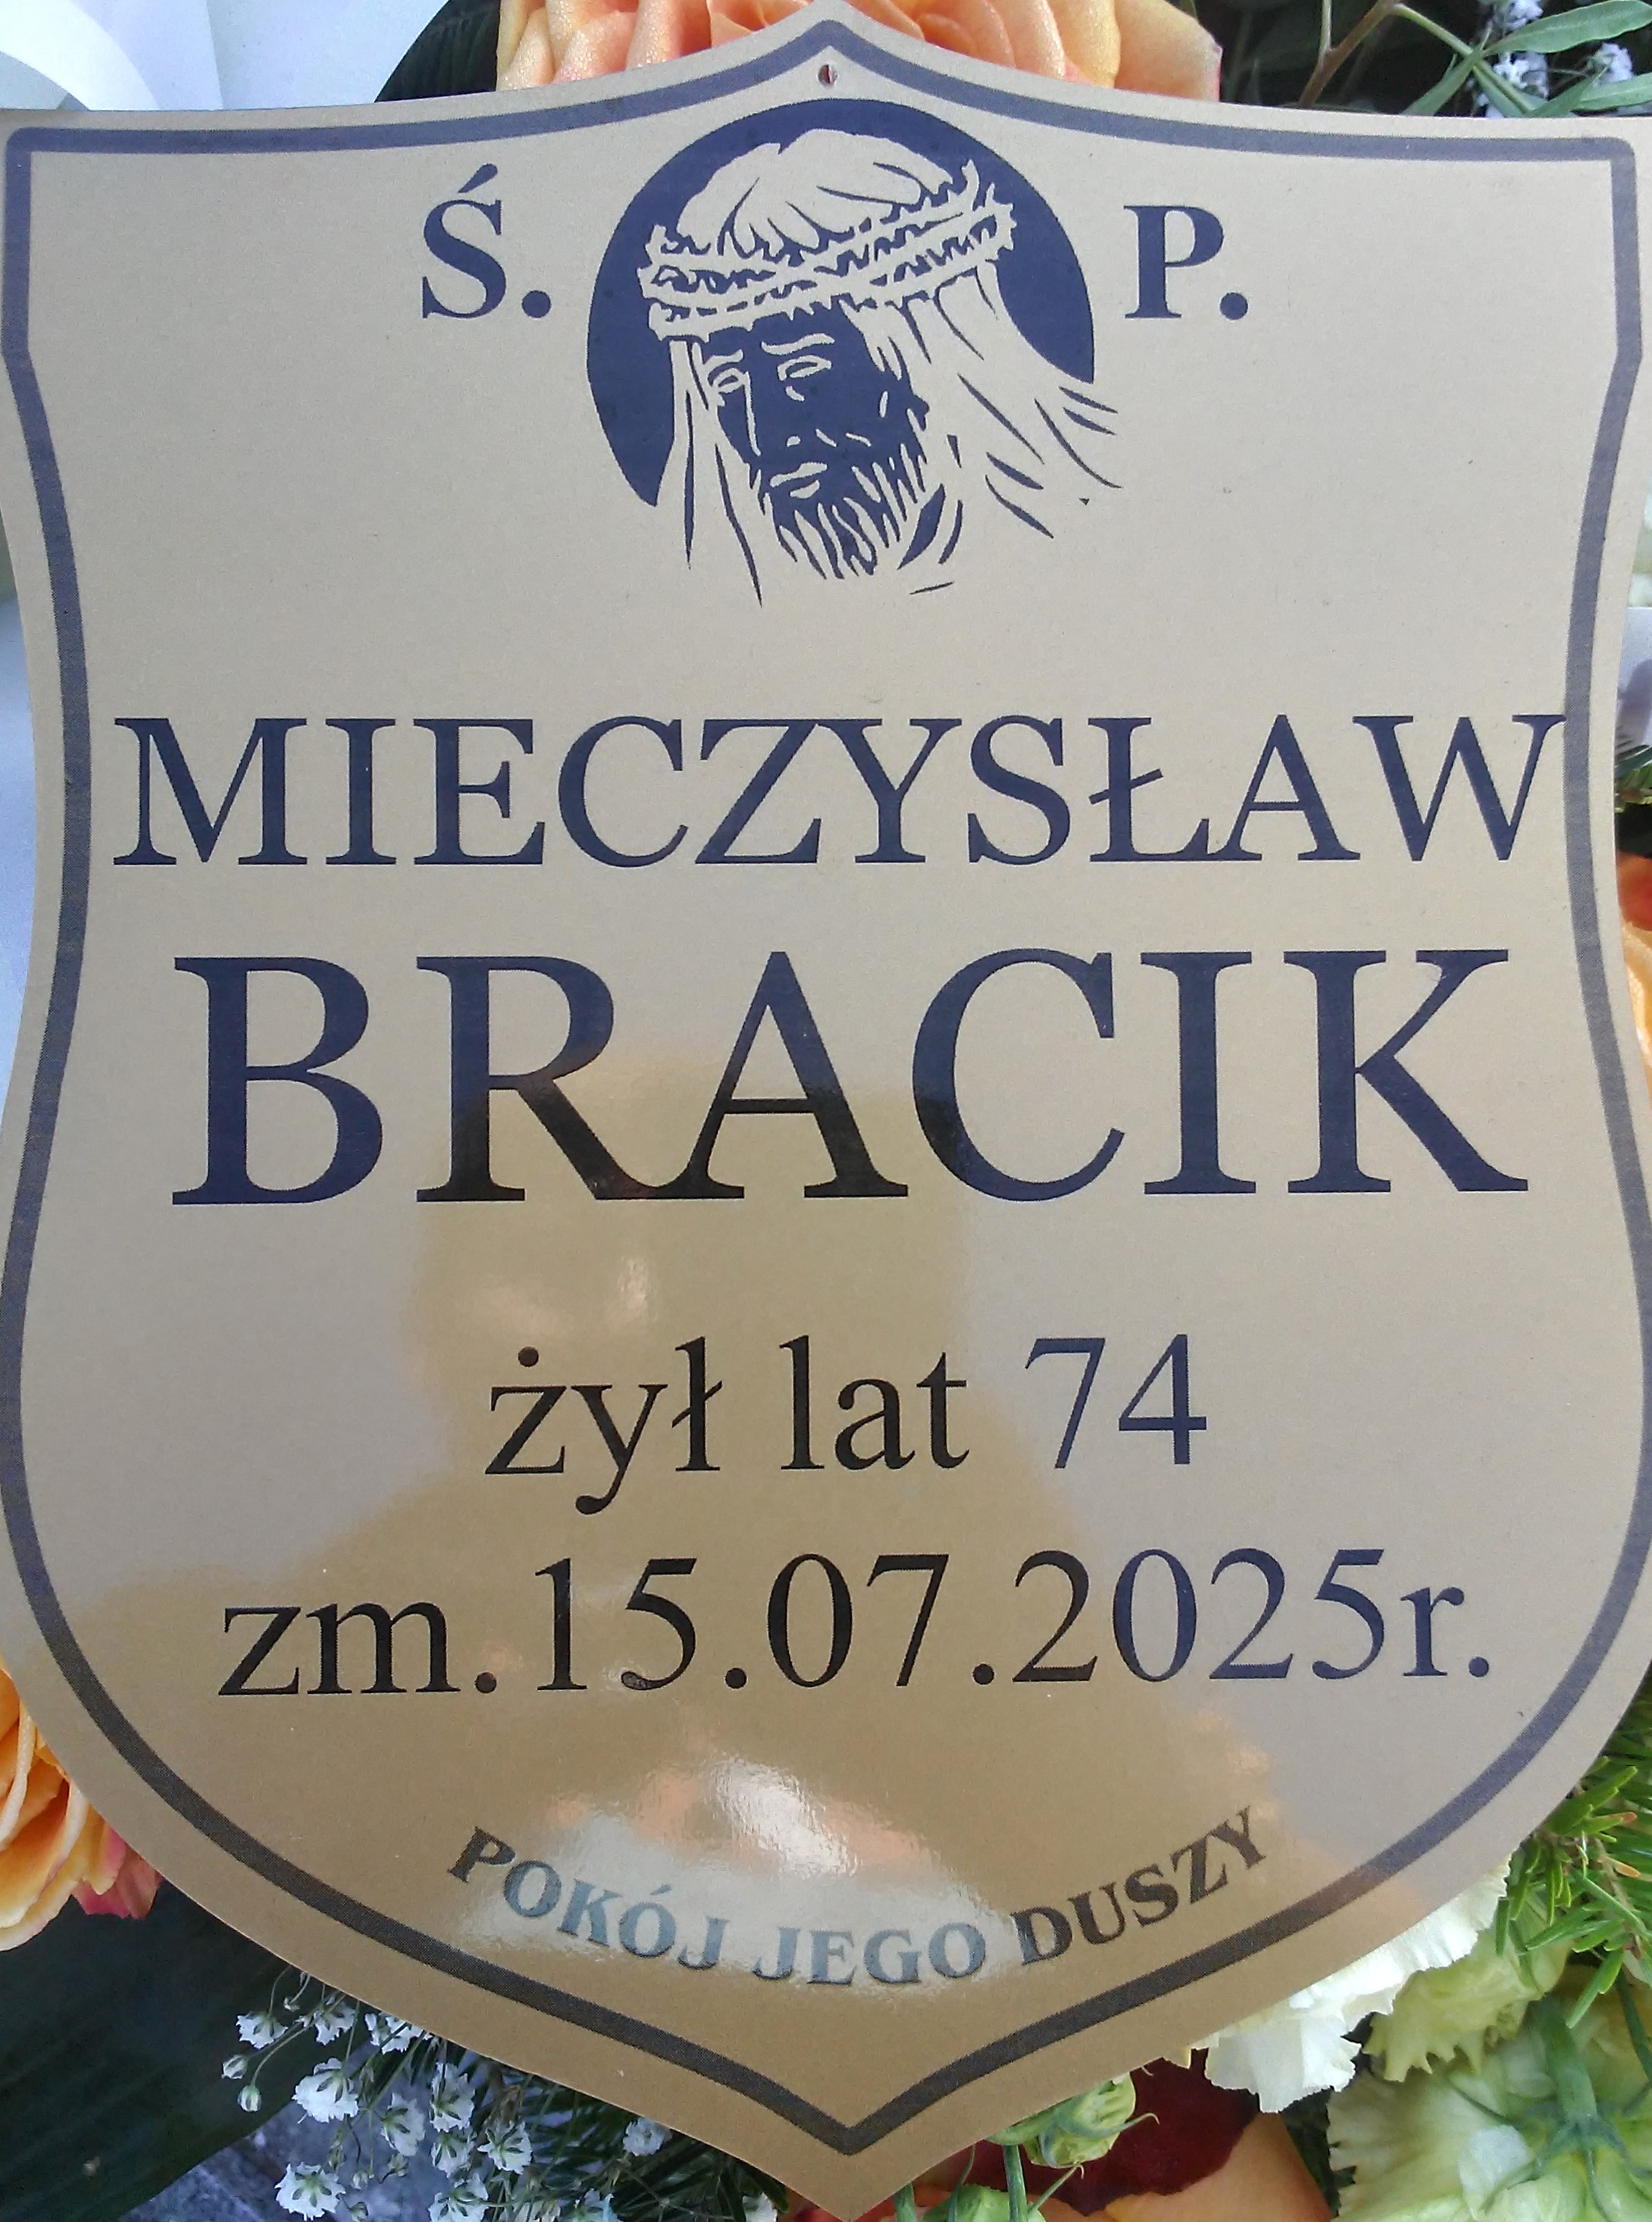 Ś. P.
MIECZYSŁAW
BRACIK
żył lat 74
zm.15.07.2025r.
POKÓJ JEGO DUSZY